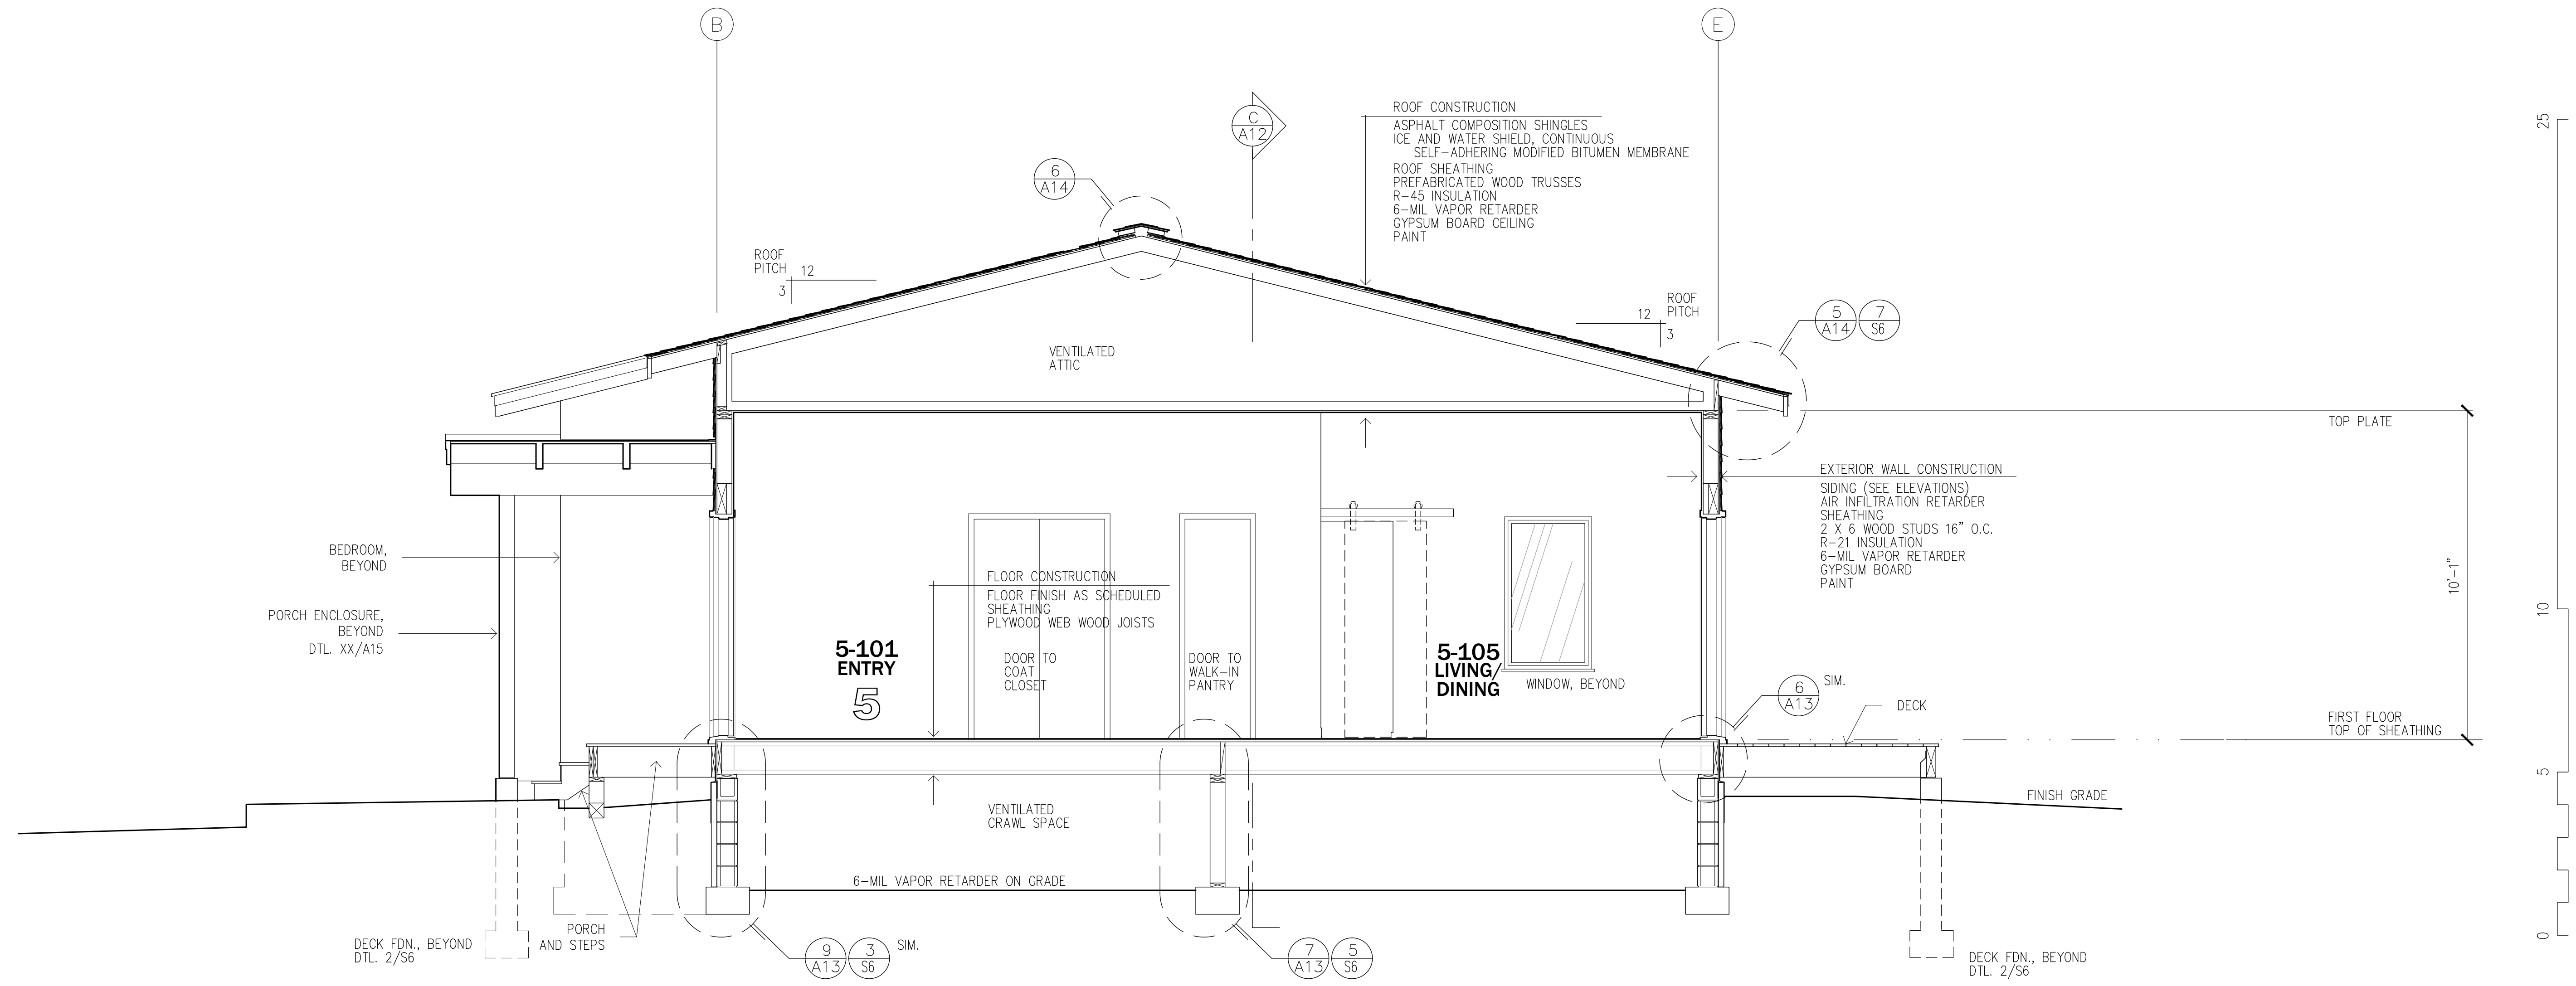 B
E
25
C
A12
ROOF CONSTRUCTION
ASPHALT COMPOSITION SHINGLES
ICE AND WATER SHIELD, CONTINUOUS
SELF-ADHERING MODIFIED BITUMEN MEMBRANE
ROOF SHEATHING
PREFABRICATED WOOD TRUSSES
R-45 INSULATION
6-MIL VAPOR RETARDER
GYPSUM BOARD CEILING
PAINT
6
A14
ROOF
PITCH
12
3
ROOF
PITCH
12
3
5
A14
7
S6
VENTILATED
ATTIC
TOP PLATE
EXTERIOR WALL CONSTRUCTION
SIDING (SEE ELEVATIONS)
AIR INFILTRATION RETARDER
SHEATHING
2 X 6 WOOD STUDS 16" O.C.
R-21 INSULATION
6-MIL VAPOR RETARDER
GYPSUM BOARD
PAINT
10'-1"
10
BEDROOM,
BEYOND
PORCH ENCLOSURE,
BEYOND
DTL. XX/A15
FLOOR CONSTRUCTION
FLOOR FINISH AS SCHEDULED
SHEATHING
PLYWOOD WEB WOOD JOISTS
5-101
ENTRY
5
DOOR TO
COAT
CLOSET
DOOR TO
WALK-IN
PANTRY
5-105
LIVING/
DINING
WINDOW, BEYOND
6
A13
SIM.
DECK
FIRST FLOOR
TOP OF SHEATHING
5
FINISH GRADE
VENTILATED
CRAWL SPACE
6-MIL VAPOR RETARDER ON GRADE
DECK FDN., BEYOND
DTL. 2/S6
PORCH
AND STEPS
9
A13
3
S6
SIM.
7
A13
5
S6
DECK FDN., BEYOND
DTL. 2/S6
0